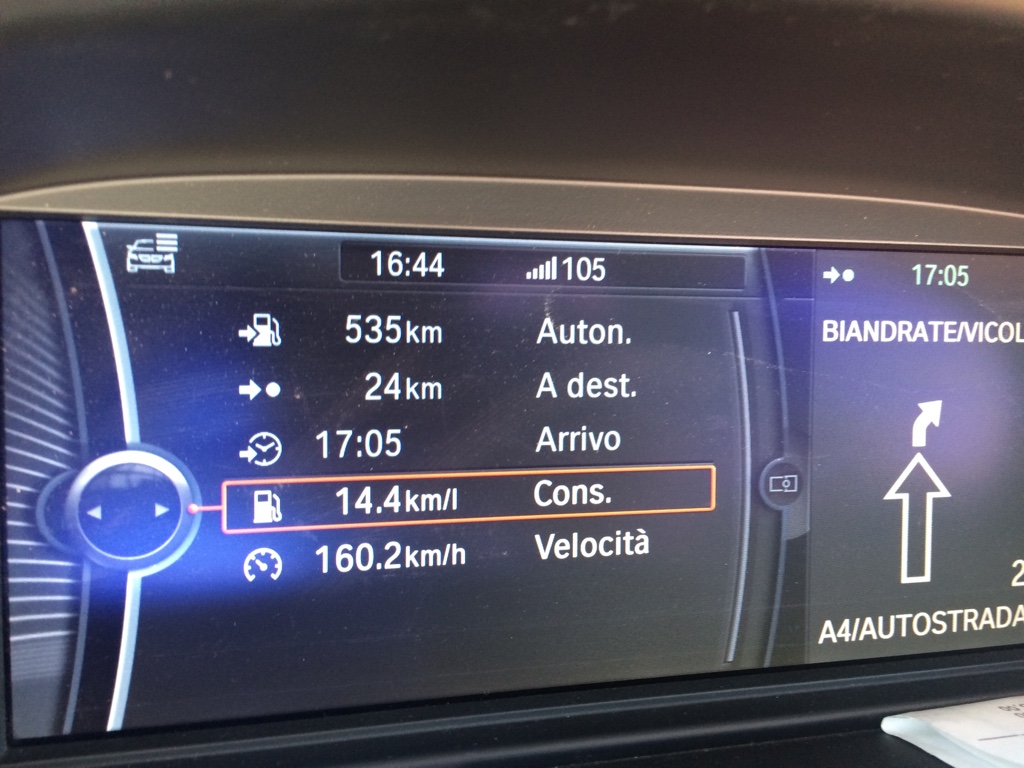 16:44 105
535km Auton.
24km A dest.
17:05 Arrivo
14.4km/l Cons.
160.2km/h Velocità
17:05
BIANDRATE/VICOL
2
A4/AUTOSTRADA